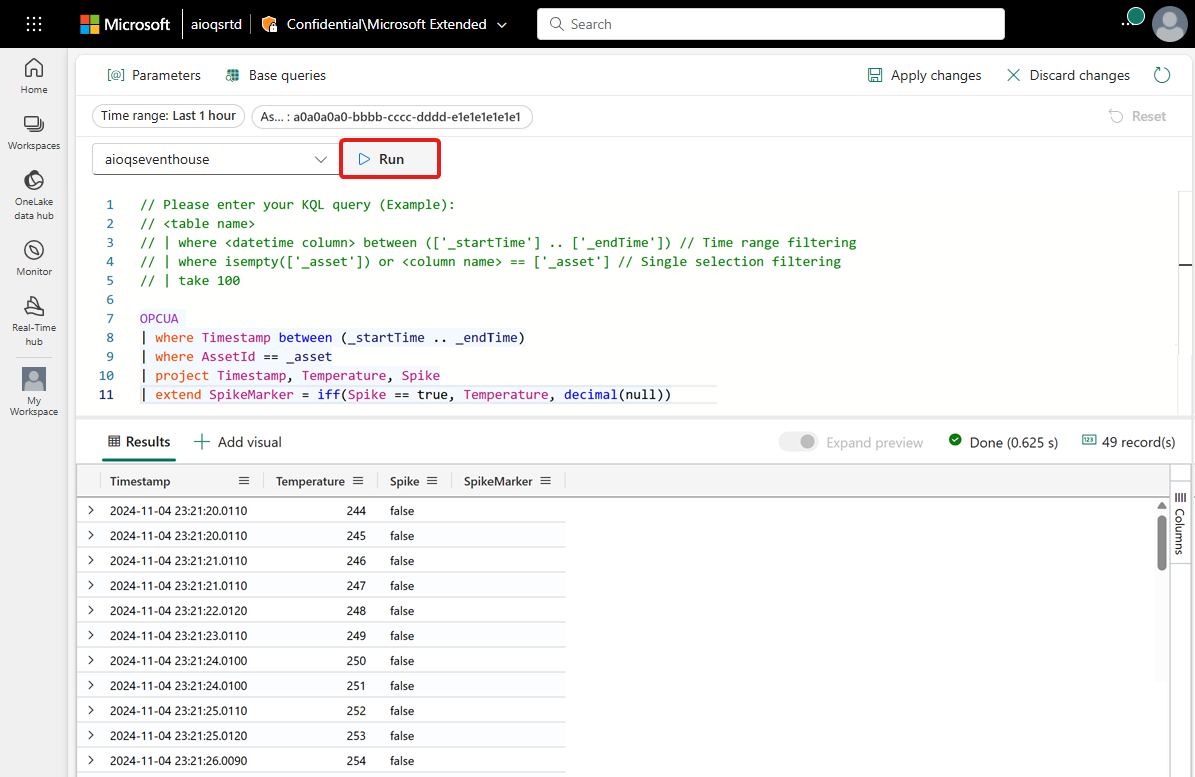 Microsoft aioqsrtd Confidential\Microsoft Extended Search
Home
Workspaces
OneLake
data hub
Monitor
Real-Time
hub
My
Workspace
[@] Parameters Base queries Apply changes Discard changes
Time range: Last 1 hour As... : a0a0a0a0-bbbb-cccc-dddd-e1e1e1e1e1e1 Reset
aioqseventhouse Run
1 // Please enter your KQL query (Example):
2 // <table name>
3 // | where <datetime column> between (['_startTime'] .. ['_endTime']) // Time range filtering
4 // | where isempty(['_asset']) or <column name> == ['_asset'] // Single selection filtering
5 // | take 100
6
7 OPCUA
8 | where Timestamp between (_startTime .. _endTime)
9 | where AssetId == _asset
10 | project Timestamp, Temperature, Spike
11 | extend SpikeMarker = iff(Spike == true, Temperature, decimal(null))
Results Add visual Expand preview Done (0.625 s) 123 49 record(s)
Timestamp Temperature Spike SpikeMarker
2024-11-04 23:21:20.0110 244 false
2024-11-04 23:21:20.0110 245 false
2024-11-04 23:21:21.0110 246 false
2024-11-04 23:21:21.0110 247 false
2024-11-04 23:21:22.0120 248 false
2024-11-04 23:21:23.0110 249 false
2024-11-04 23:21:24.0100 250 false
2024-11-04 23:21:24.0100 251 false
2024-11-04 23:21:25.0110 252 false
2024-11-04 23:21:25.0120 253 false
2024-11-04 23:21:26.0090 254 false
Columns